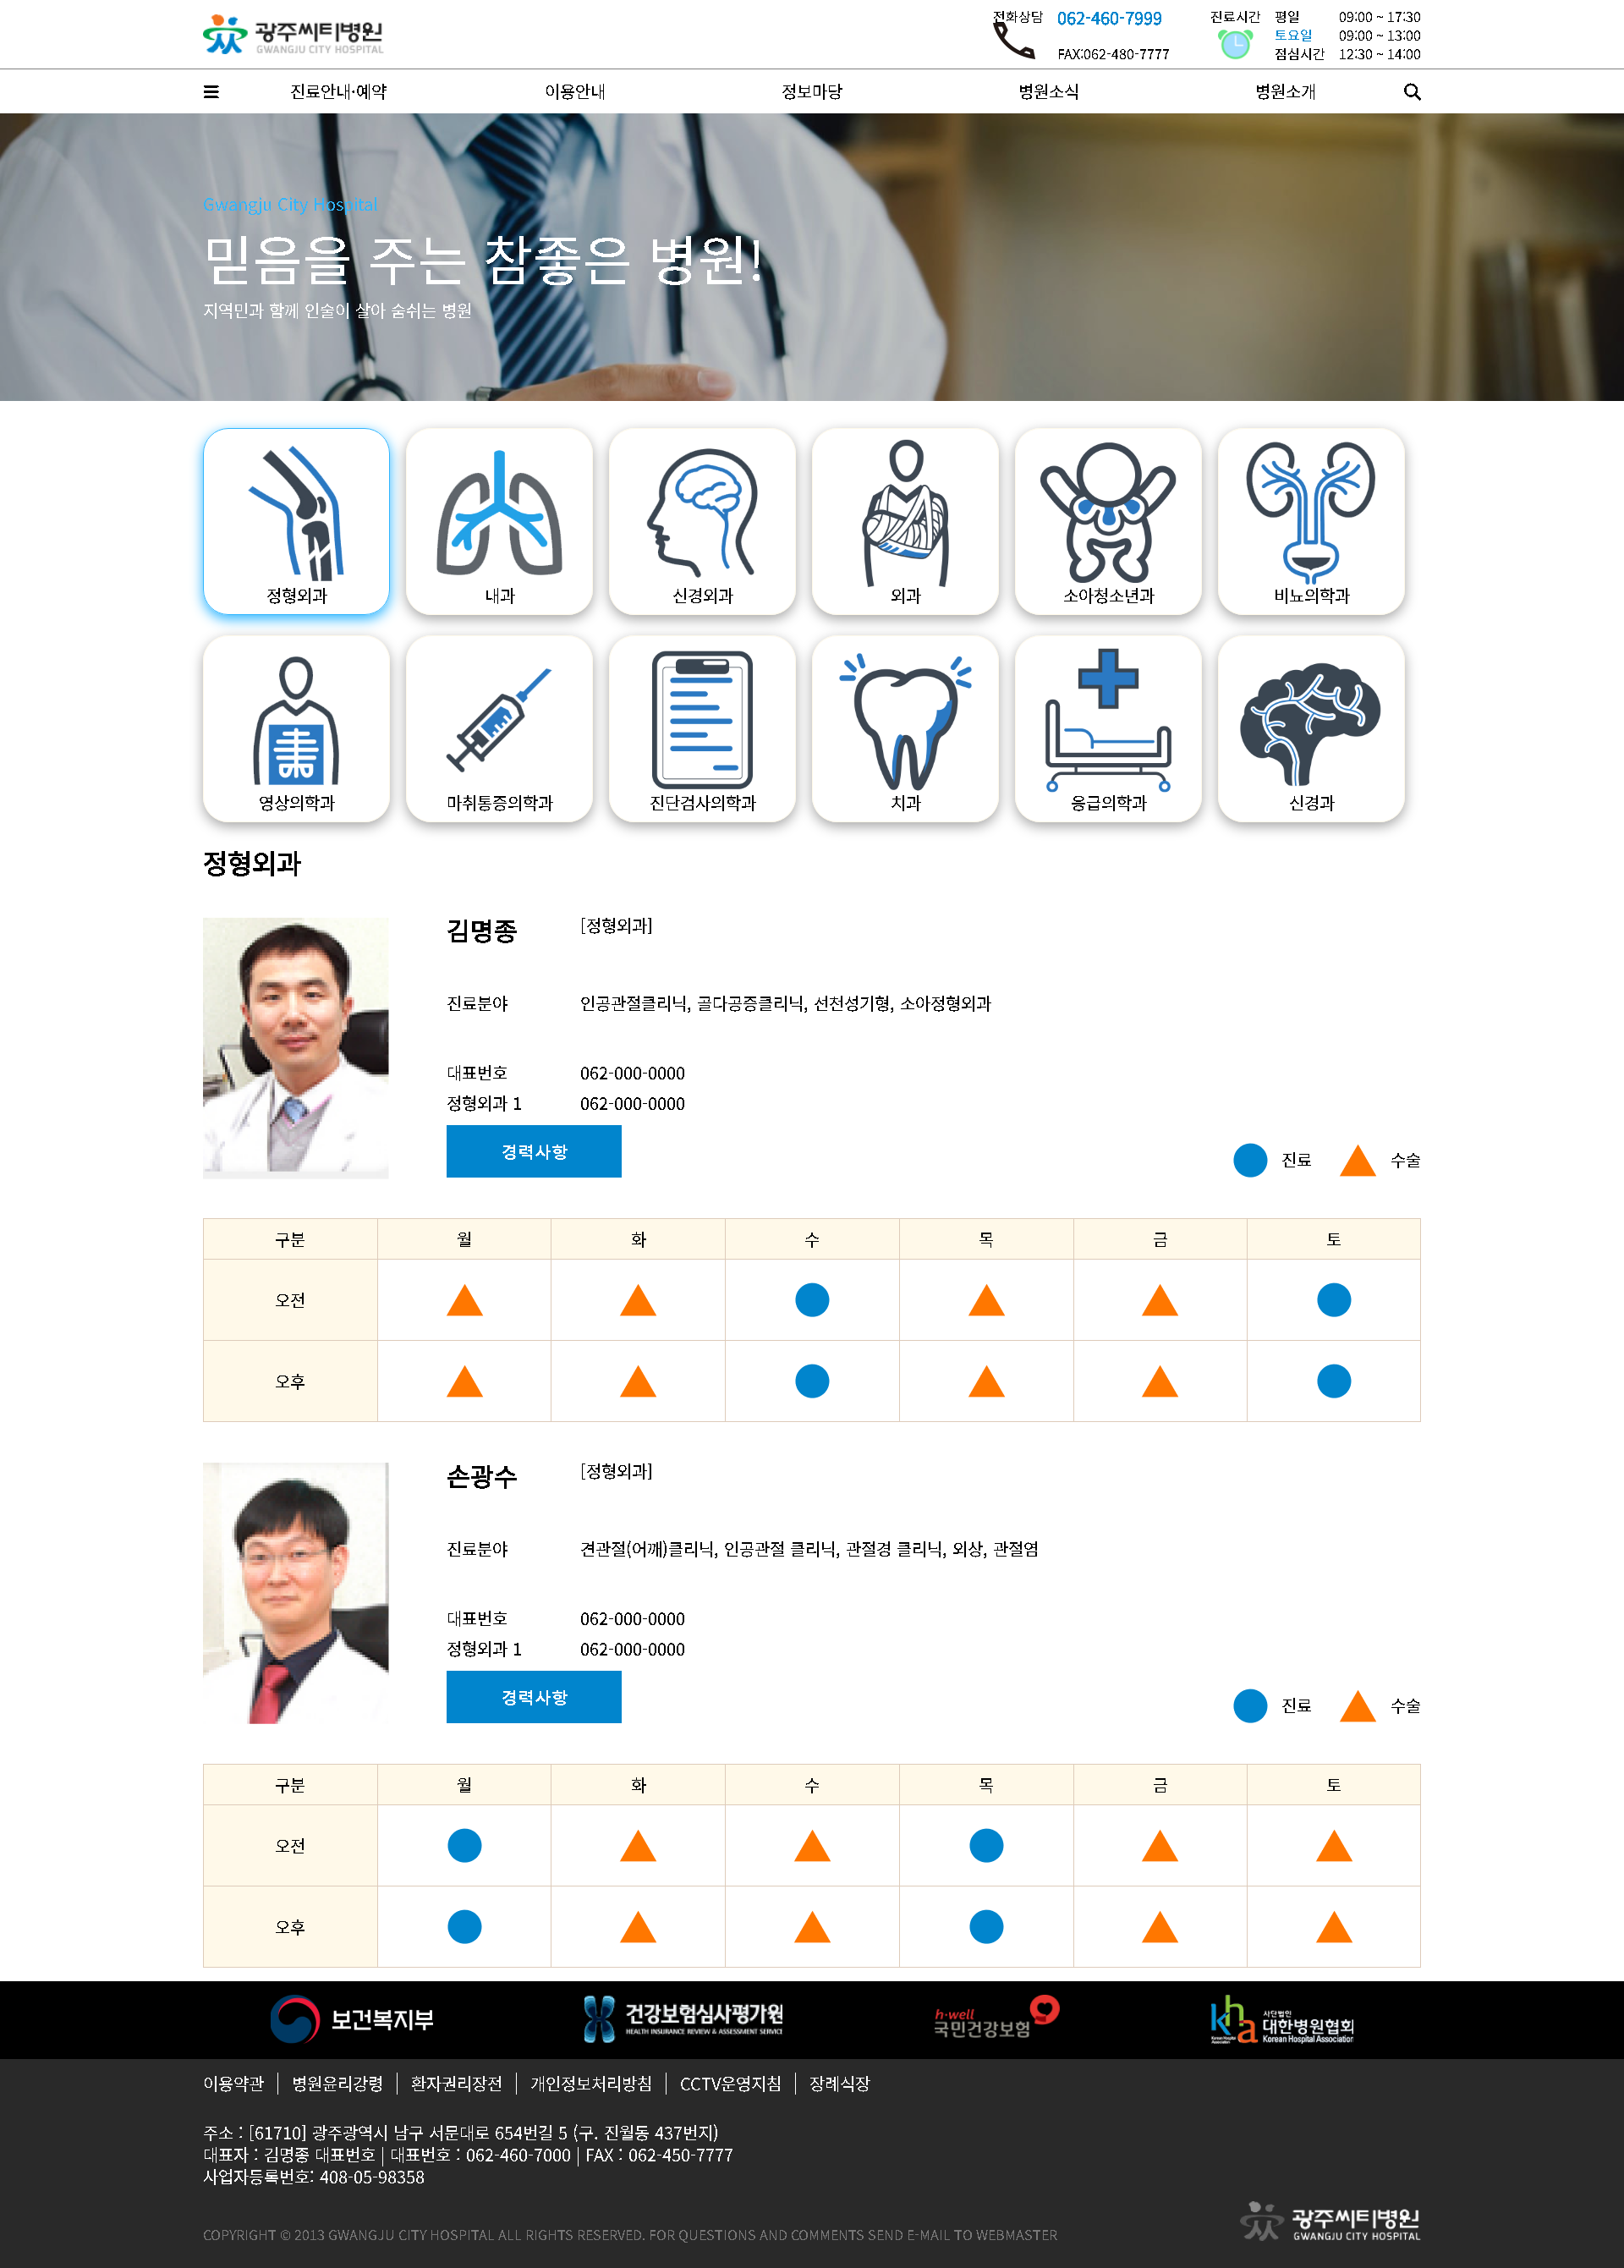 광주씨티병원
GWANGJU CITY HOSPITAL
전화상담 062-460-7999
FAX:062-480-7777
진료시간 평일 09:00 ~ 17:30
토요일 09:00 ~ 13:00
점심시간 12:30 ~ 14:00
진료안내·예약 이용안내 정보마당 병원소식 병원소개
Gwangju City Hospital
믿음을 주는 참좋은 병원!
지역민과 함께 인술이 살아 숨쉬는 병원
정형외과 내과 신경외과 외과 소아청소년과 비뇨의학과
영상의학과 마취통증의학과 진단검사의학과 치과 응급의학과 신경과
정형외과
김명종 [정형외과]
진료분야 인공관절클리닉, 골다공증클리닉, 선천성기형, 소아정형외과
대표번호 062-000-0000
정형외과 1 062-000-0000
경력사항
진료 수술
구분 월 화 수 목 금 토
오전
오후
손광수 [정형외과]
진료분야 견관절(어깨)클리닉, 인공관절 클리닉, 관절경 클리닉, 외상, 관절염
대표번호 062-000-0000
정형외과 1 062-000-0000
경력사항
진료 수술
구분 월 화 수 목 금 토
오전
오후
보건복지부
건강보험심사평가원
HEALTH INSURANCE REVIEW & ASSESSMENT SERVICE
h·well
국민건강보험
kha
Korean Hospital Association
사단법인
대한병원협회
Korean Hospital Association
이용약관 병원윤리강령 환자권리장전 개인정보처리방침 CCTV운영지침 장례식장
주소 : [61710] 광주광역시 남구 서문대로 654번길 5 (구. 진월동 437번지)
대표자 : 김명종 대표번호 | 대표번호 : 062-460-7000 | FAX : 062-450-7777
사업자등록번호: 408-05-98358
COPYRIGHT © 2013 GWANGJU CITY HOSPITAL ALL RIGHTS RESERVED. FOR QUESTIONS AND COMMENTS SEND E-MAIL TO WEBMASTER
광주씨티병원
GWANGJU CITY HOSPITAL